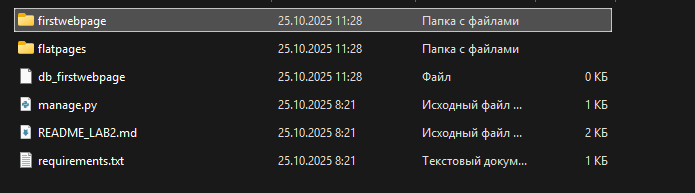 firstwebpage 25.10.2025 11:28 Папка с файлами
flatpages 25.10.2025 11:28 Папка с файлами
db_firstwebpage 25.10.2025 11:28 Файл 0 КБ
manage.py 25.10.2025 8:21 Исходный файл ... 1 КБ
README_LAB2.md 25.10.2025 8:21 Исходный файл ... 2 КБ
requirements.txt 25.10.2025 8:21 Текстовый докум... 1 КБ